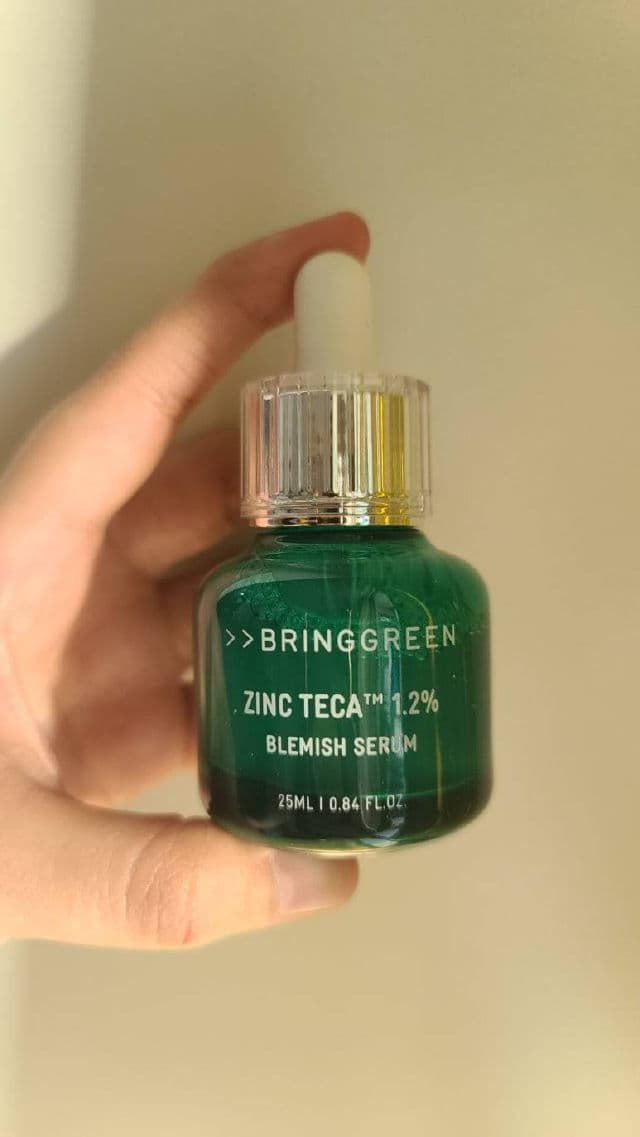 >>BRINGGREEN
ZINC TECA™ 1.2%
BLEMISH SERUM
25ML I 0.84 FL.OZ.